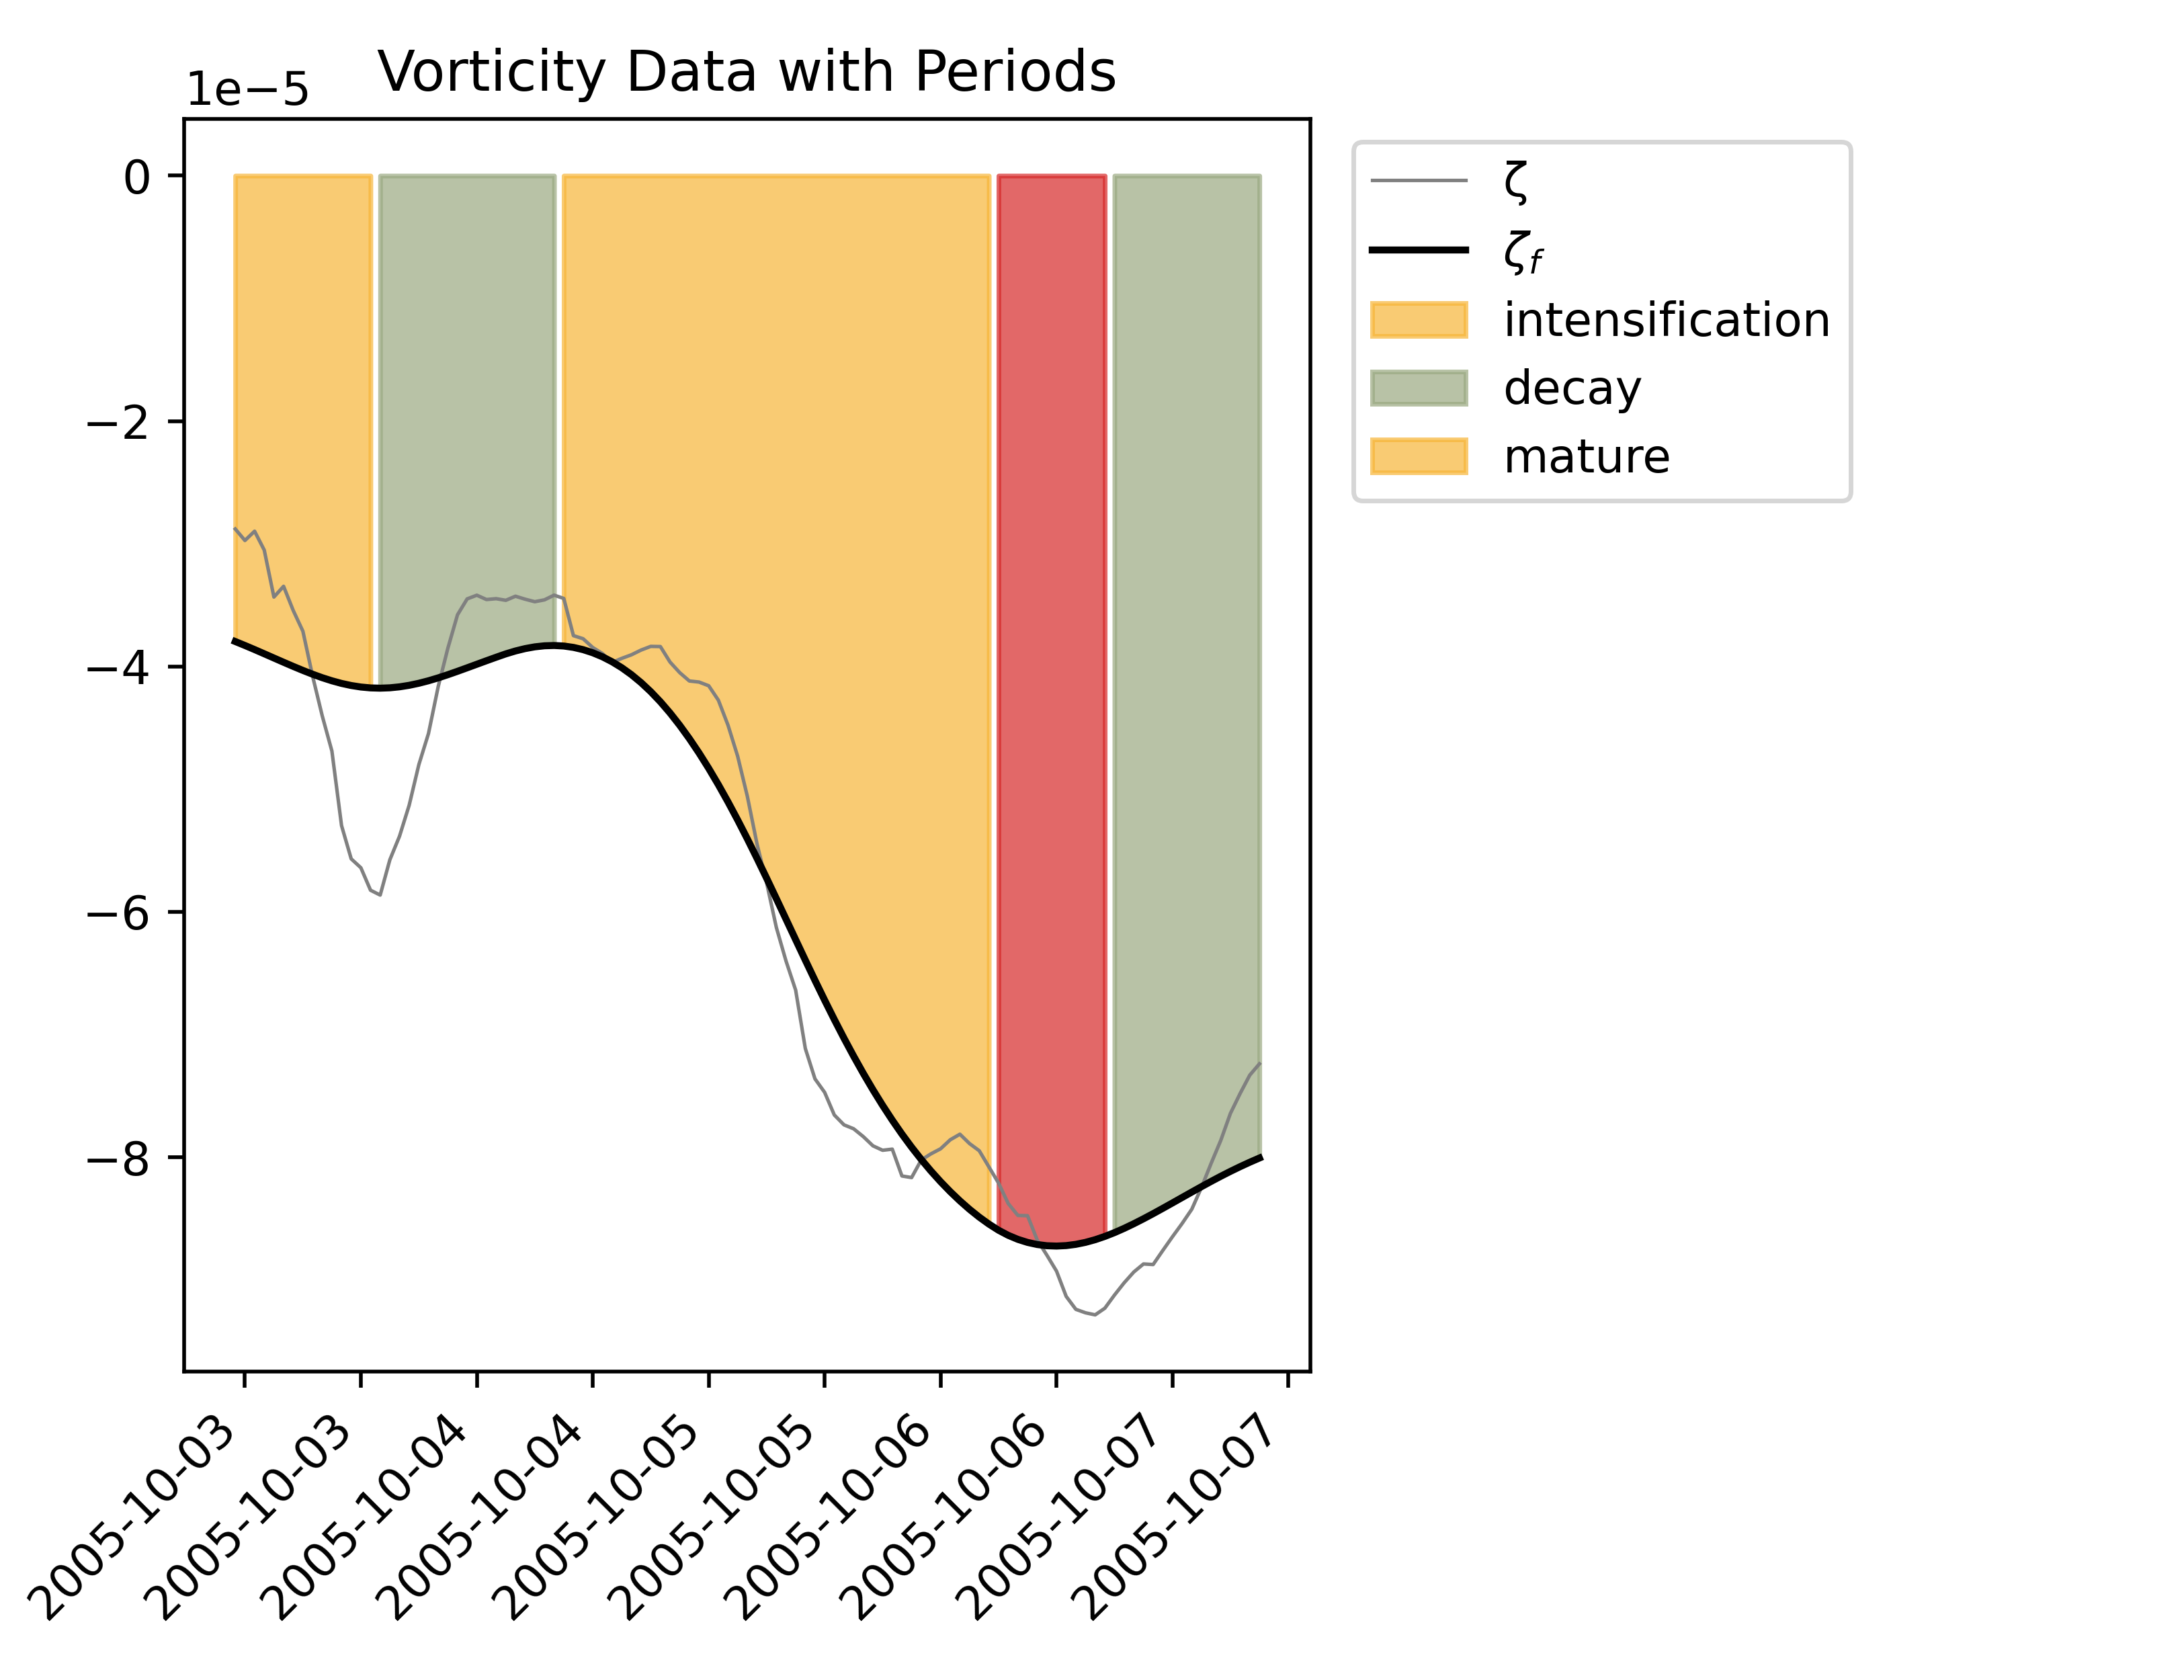 Vorticity Data with Periods
1e−5
0
−2
−4
−6
−8
2005-10-03
2005-10-03
2005-10-04
2005-10-04
2005-10-05
2005-10-05
2005-10-06
2005-10-06
2005-10-07
2005-10-07
ζ
ζf
intensification
decay
mature